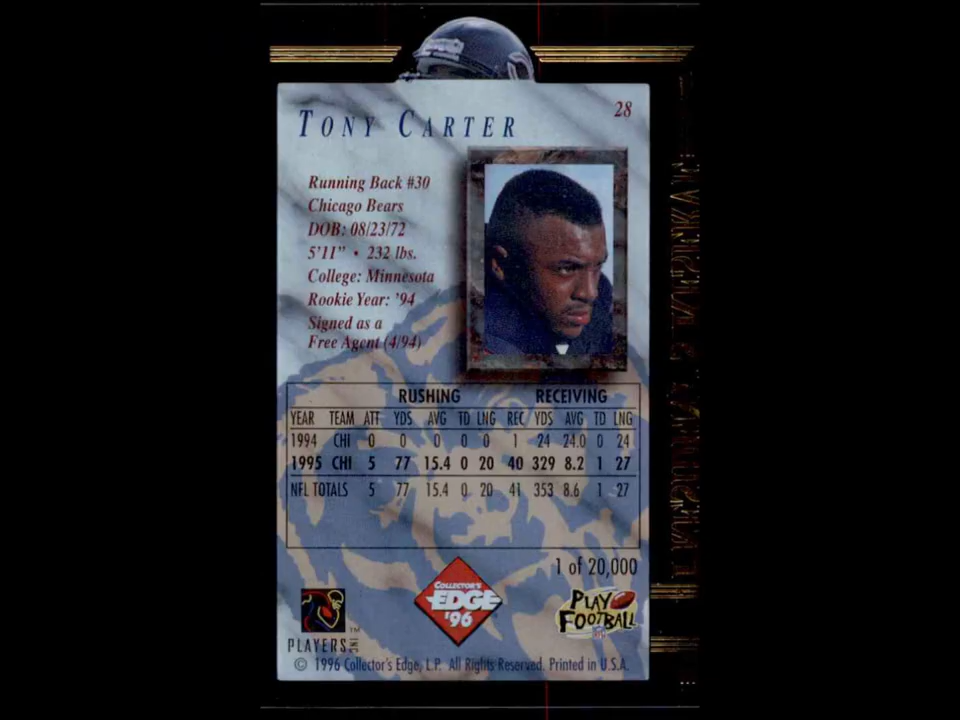 28
TONY CARTER
Running Back #30
Chicago Bears
DOB: 08/23/72
5'11" • 232 lbs.
College: Minnesota
Rookie Year: '94
Signed as a
Free Agent (4/94)
RUSHING RECEIVING
YEAR TEAM ATT YDS AVG TD LNG REC YDS AVG TD LNG
1994 CHI 0 0 0 0 0 1 24 24.0 0 24
1995 CHI 5 77 15.4 0 20 40 329 8.2 1 27
NFL TOTALS 5 77 15.4 0 20 41 353 8.6 1 27
1 of 20,000
COLLECTOR'S
EDGE
'96
PLAY
FOOTBALL
NFL
TM
PLAYERS INC
© 1996 Collector's Edge, L.P. All Rights Reserved. Printed in U.S.A.